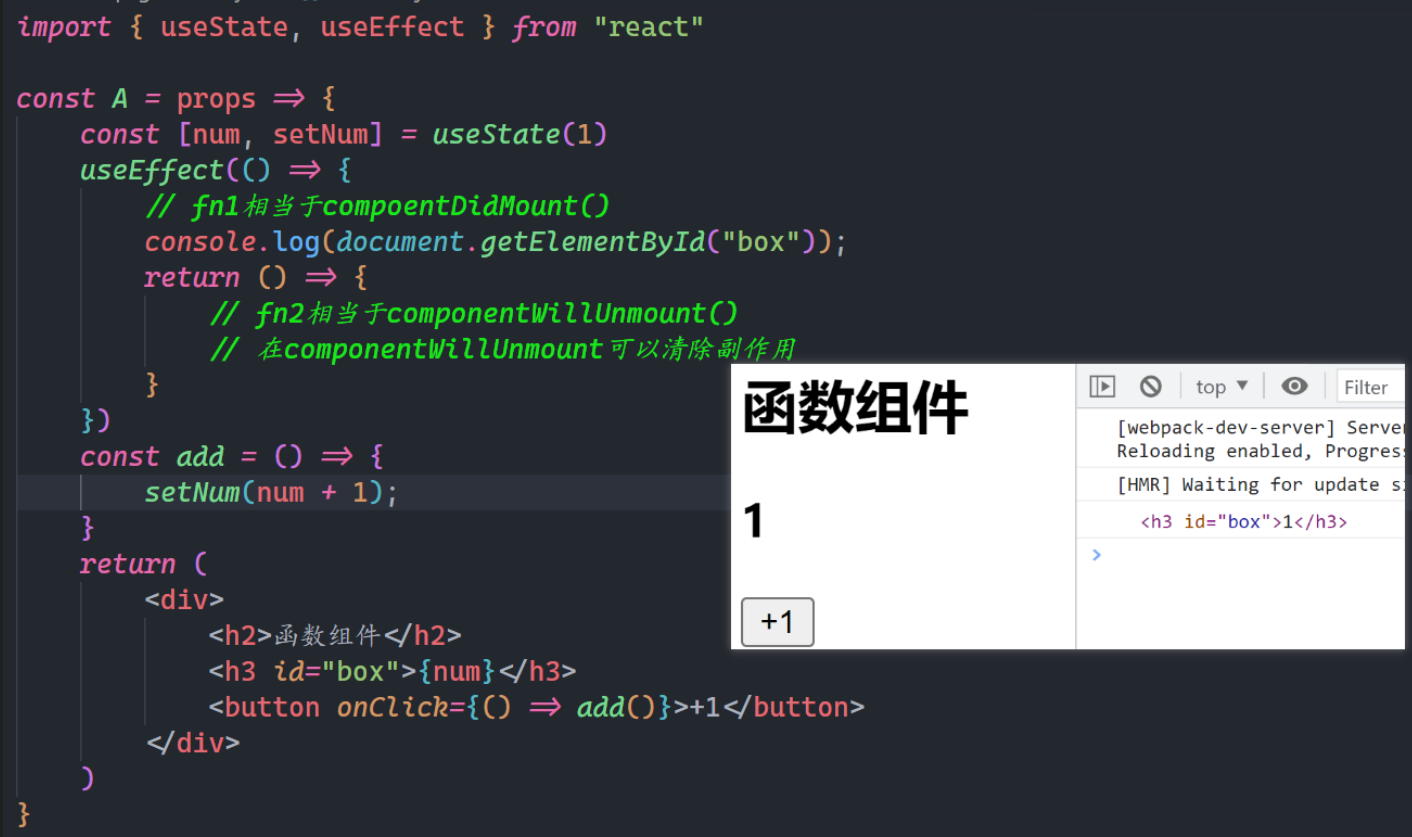 import { useState, useEffect } from "react"
const A = props => {
const [num, setNum] = useState(1)
useEffect(() => {
// fn1相当于compoentDidMount()
console.log(document.getElementById("box"));
return () => {
// fn2相当于componentWillUnmount()
// 在componentWillUnmount可以清除副作用
}
})
const add = () => {
setNum(num + 1);
}
return (
<div>
<h2>函数组件</h2>
<h3 id="box">{num}</h3>
<button onClick={() => add()}>+1</button>
</div>
)
}
函数组件
1
+1
top ▼
Filter
[webpack-dev-server] Server
Reloading enabled, Progress
[HMR] Waiting for update si
<h3 id="box">1</h3>
>